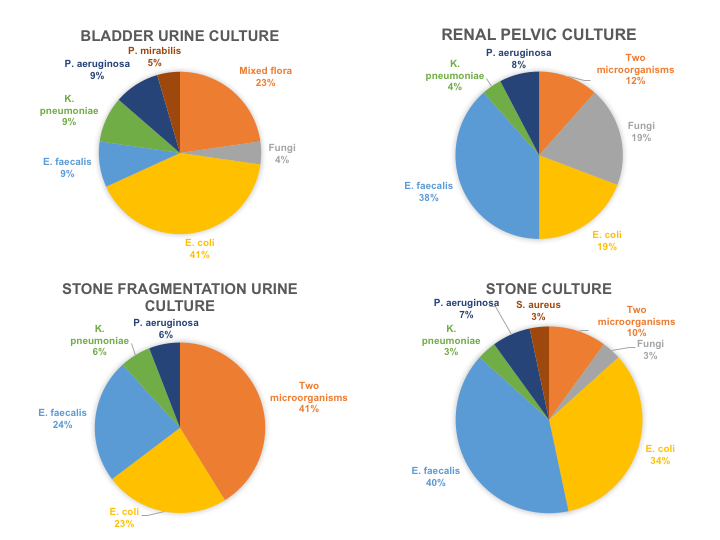 BLADDER URINE CULTURE
P. mirabilis
5%
P. aeruginosa
9%
Mixed flora
23%
K.
pneumoniae
9%
Fungi
4%
E. faecalis
9%
E. coli
41%
RENAL PELVIC CULTURE
P. aeruginosa
8%
Two
microorganisms
12%
K.
pneumoniae
4%
Fungi
19%
E. faecalis
38%
E. coli
19%
STONE FRAGMENTATION URINE
CULTURE
P. aeruginosa
6%
K.
pneumoniae
6%
Two
microorganisms
41%
E. faecalis
24%
E. coli
23%
STONE CULTURE
P. aeruginosa
7%
S. aureus
3%
Two
microorganisms
10%
K.
pneumoniae
3%
Fungi
3%
E. coli
34%
E. faecalis
40%